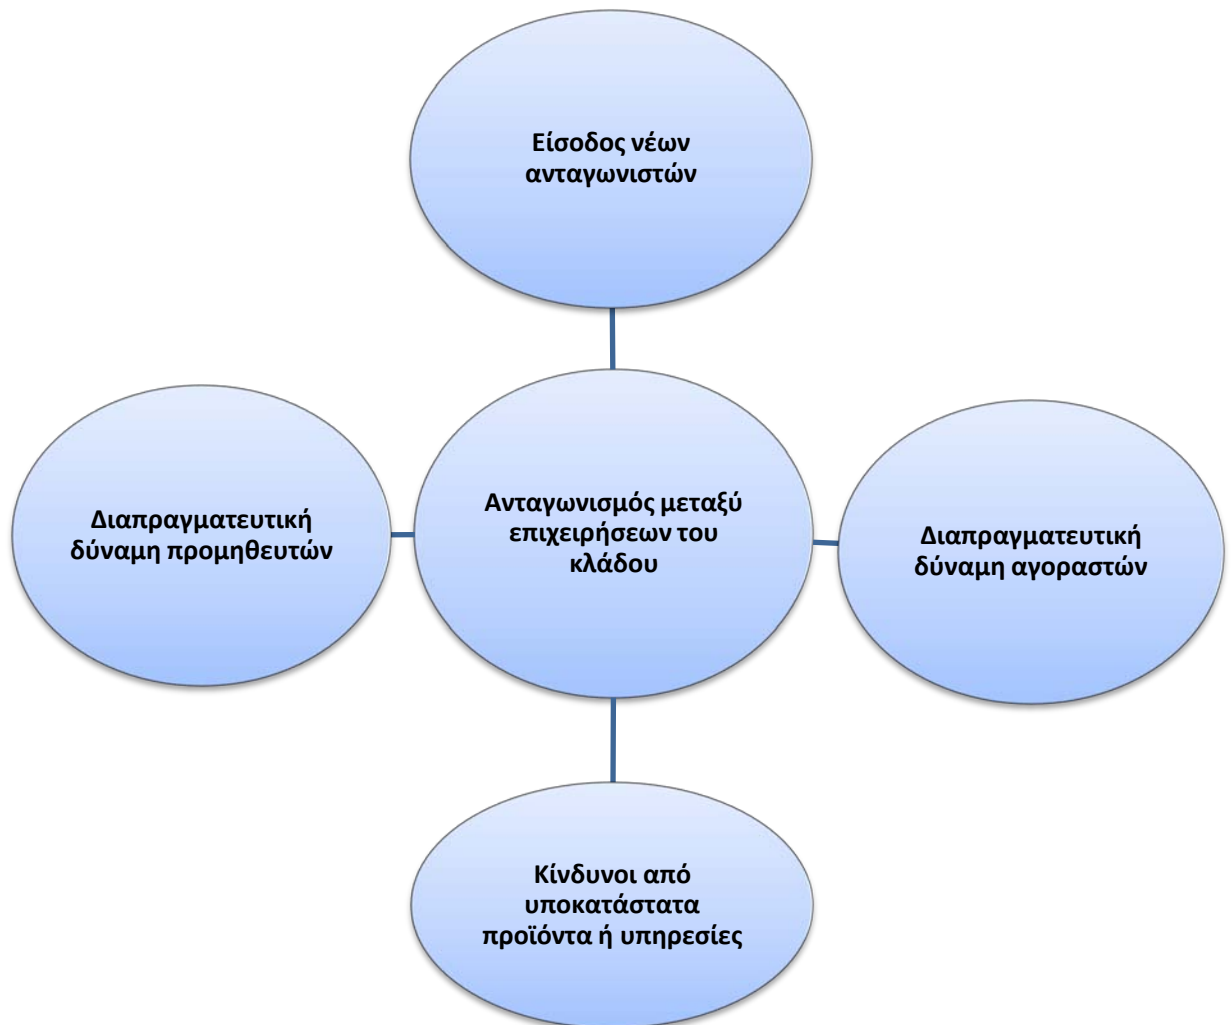 Είσοδος νέων
ανταγωνιστών
Διαπραγματευτική
δύναμη προμηθευτών
Ανταγωνισμός μεταξύ
επιχειρήσεων του
κλάδου
Διαπραγματευτική
δύναμη αγοραστών
Κίνδυνοι από
υποκατάστατα
προϊόντα ή υπηρεσίες